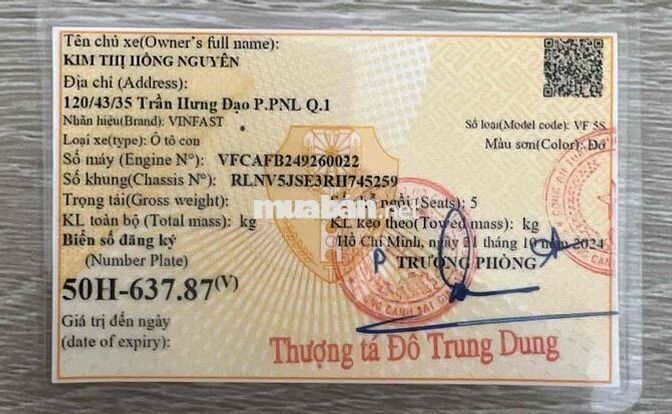 Tên chủ xe(Owner's full name):
KIM THỊ HỒNG NGUYÊN
Địa chỉ (Address):
120/43/35 Trần Hưng Đạo P.PNL Q.1
Nhãn hiệu(Brand): VINFAST
Số loại(Model code): VF 5S
Loại xe(type): Ô tô con
Màu sơn(Color): Đỏ
Số máy (Engine N°): VFCAFB249260022
Số khung(Chassis N°): RLNV5JSE3RH745259
Trọng tải(Gross weight): Số chỗ ngồi (Seats): 5
muaban.net
KL toàn bộ (Total mass): kg KL kéo theo(Towed mass): kg
Biển số đăng ký
Hồ Chí Minh, ngày 21 tháng 10 năm 2024
(Number Plate)
TRƯỞNG PHÒNG
50H-637.87(V)
Giá trị đến ngày
(date of expiry):
Thượng tá Đỗ Trung Dung